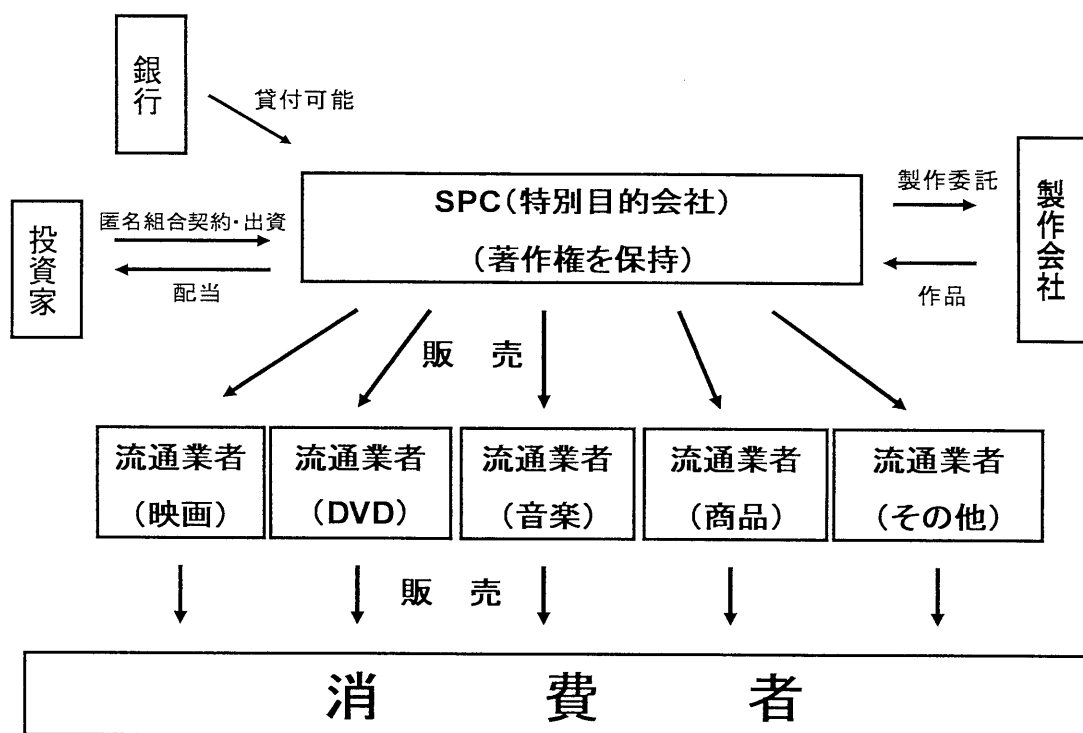 銀行
貸付可能
SPC(特別目的会社)
(著作権を保持)
製作委託
作品
製作会社
投資家
匿名組合契約・出資
配当
販 売
流通業者
(映画)
流通業者
(DVD)
流通業者
(音楽)
流通業者
(商品)
流通業者
(その他)
販 売
消 費 者